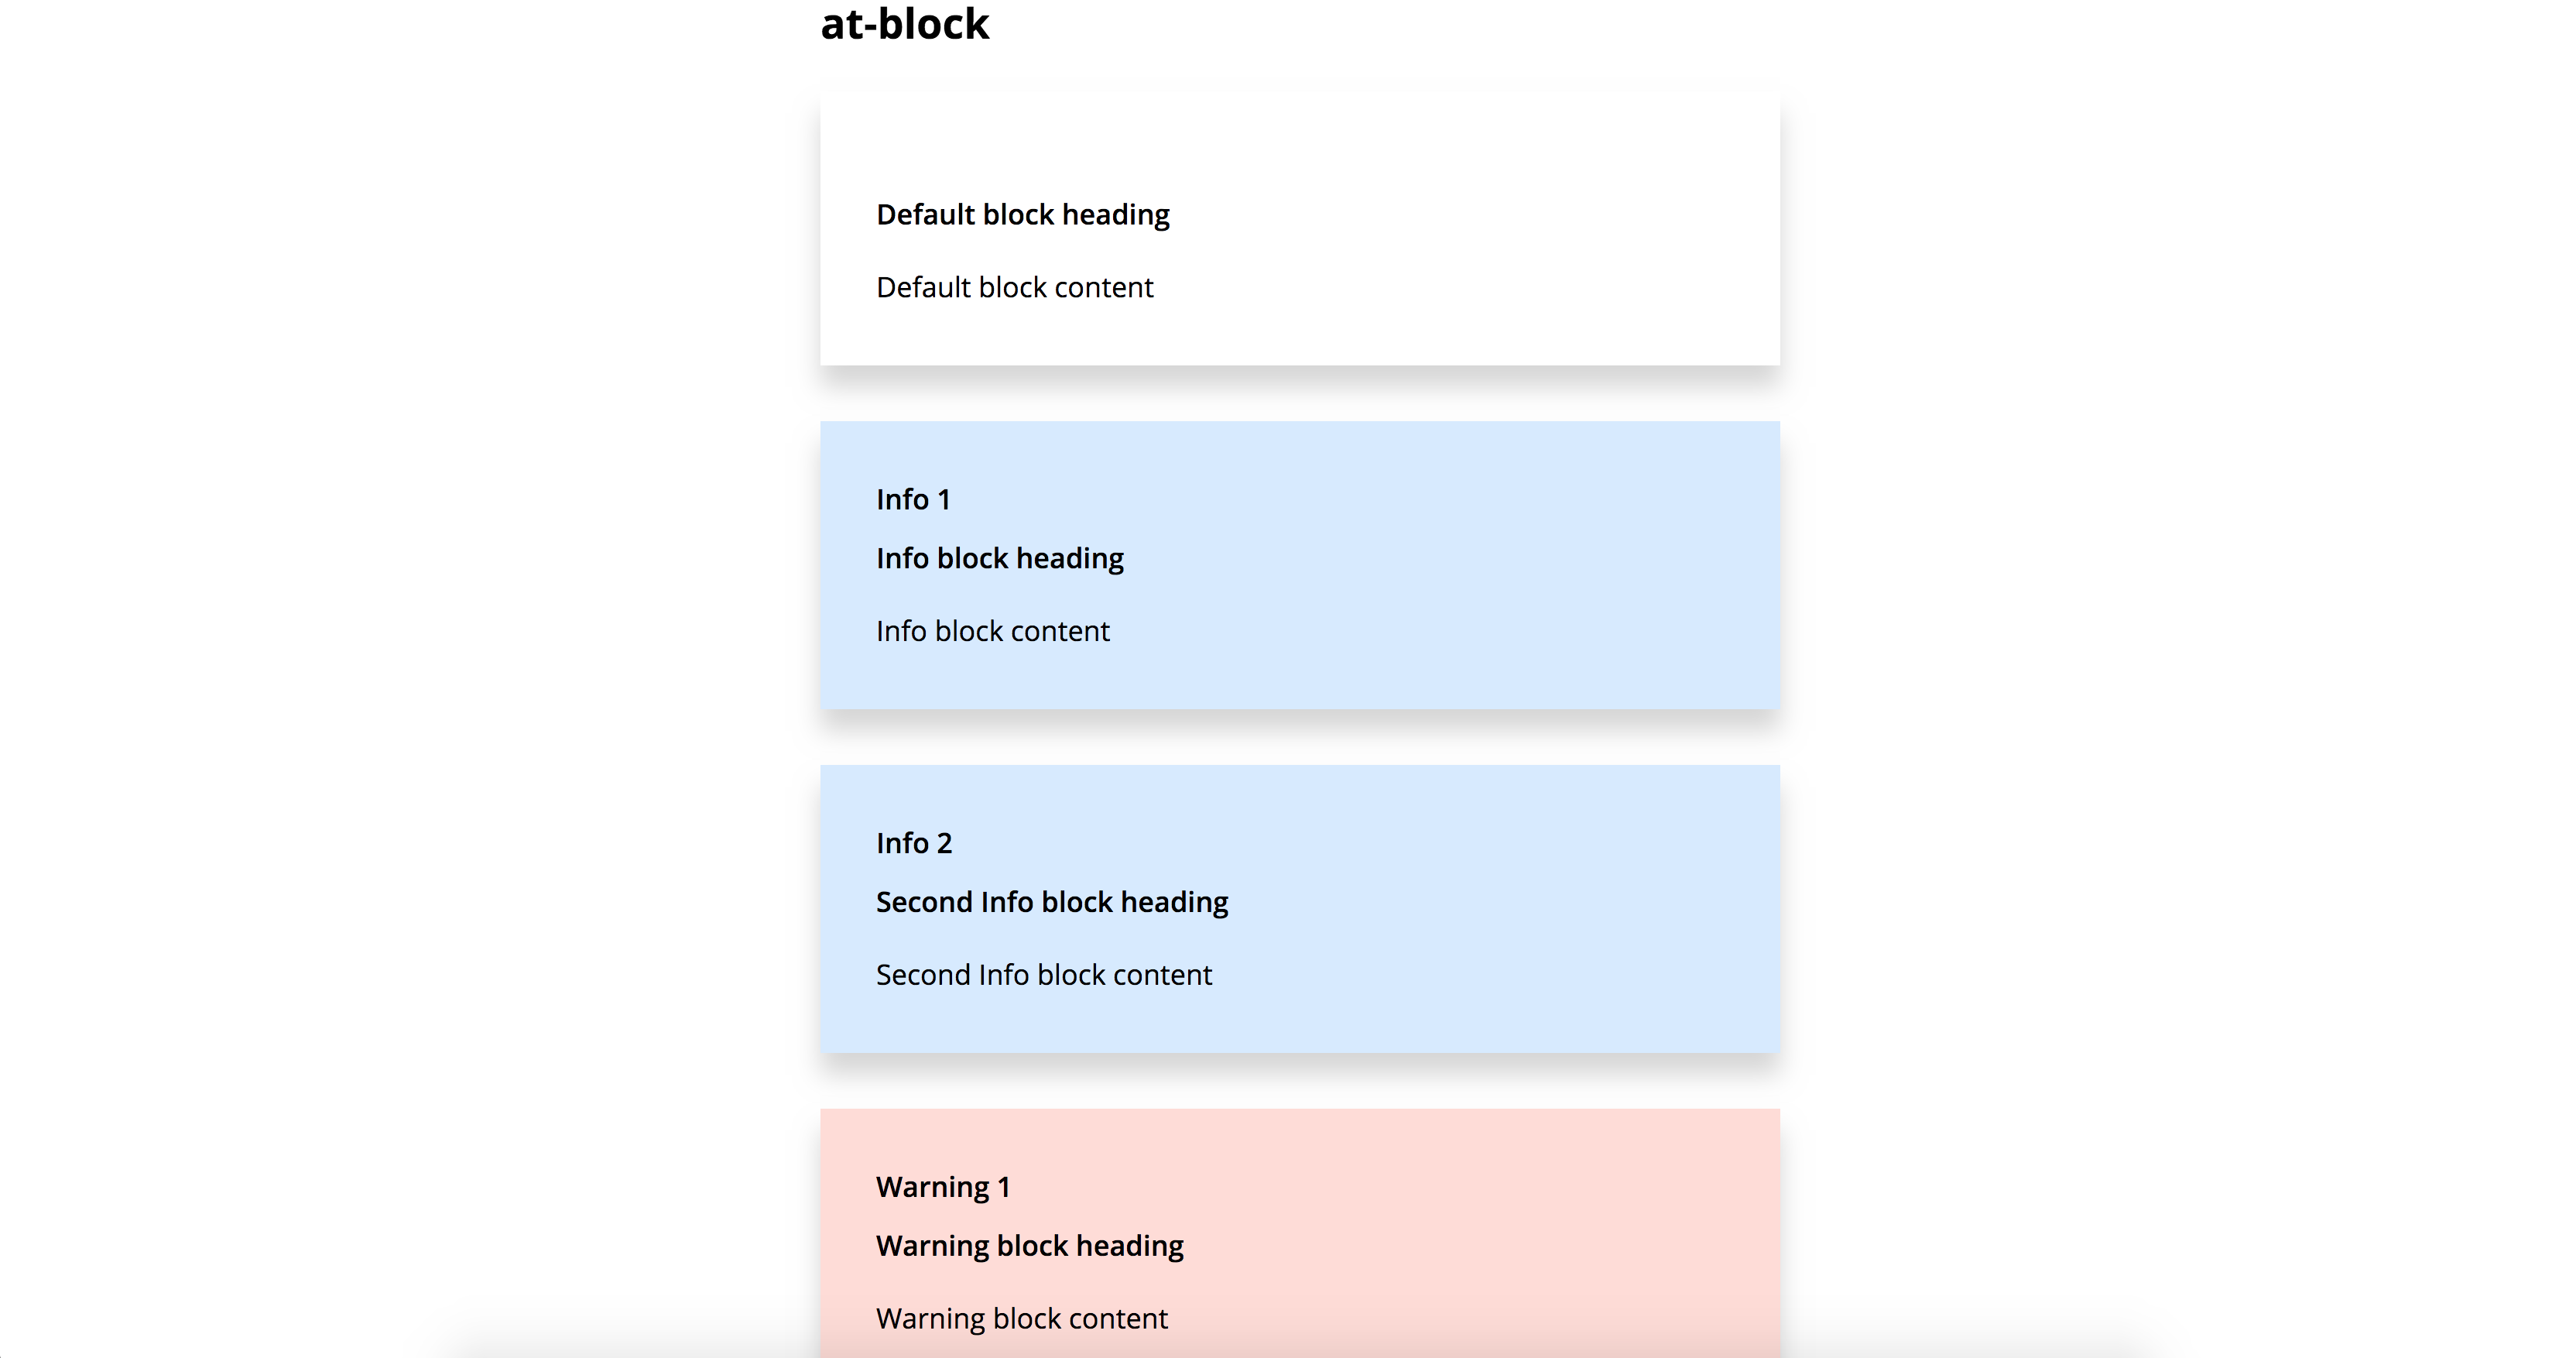 at-block
Default block heading
Default block content
Info 1
Info block heading
Info block content
Info 2
Second Info block heading
Second Info block content
Warning 1
Warning block heading
Warning block content